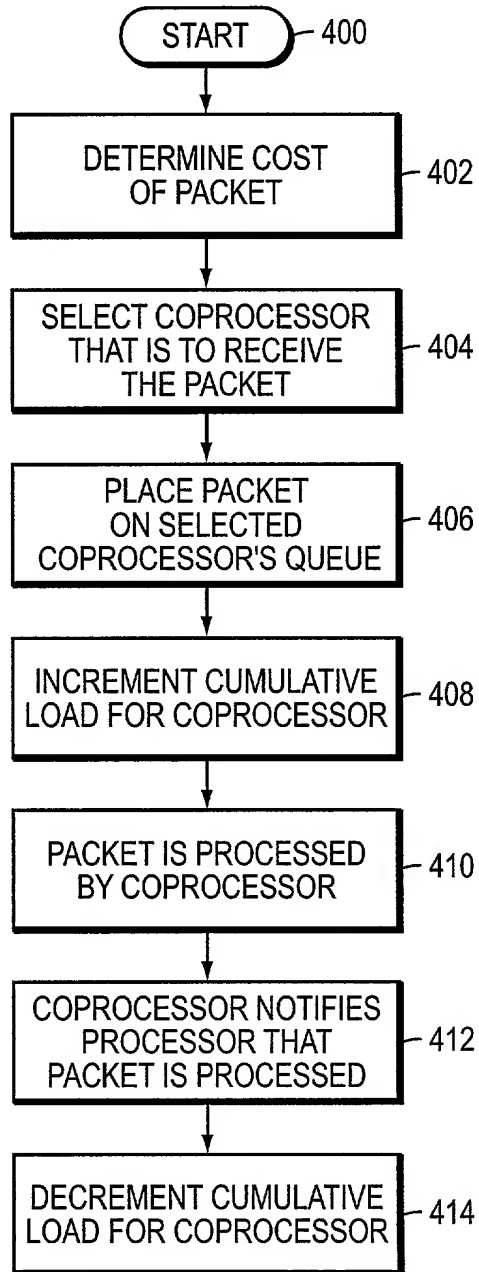 START
400
DETERMINE COST
OF PACKET
402
SELECT COPROCESSOR
THAT IS TO RECEIVE
THE PACKET
404
PLACE PACKET
ON SELECTED
COPROCESSOR'S QUEUE
406
INCREMENT CUMULATIVE
LOAD FOR COPROCESSOR
408
PACKET IS PROCESSED
BY COPROCESSOR
410
COPROCESSOR NOTIFIES
PROCESSOR THAT
PACKET IS PROCESSED
412
DECREMENT CUMULATIVE
LOAD FOR COPROCESSOR
414